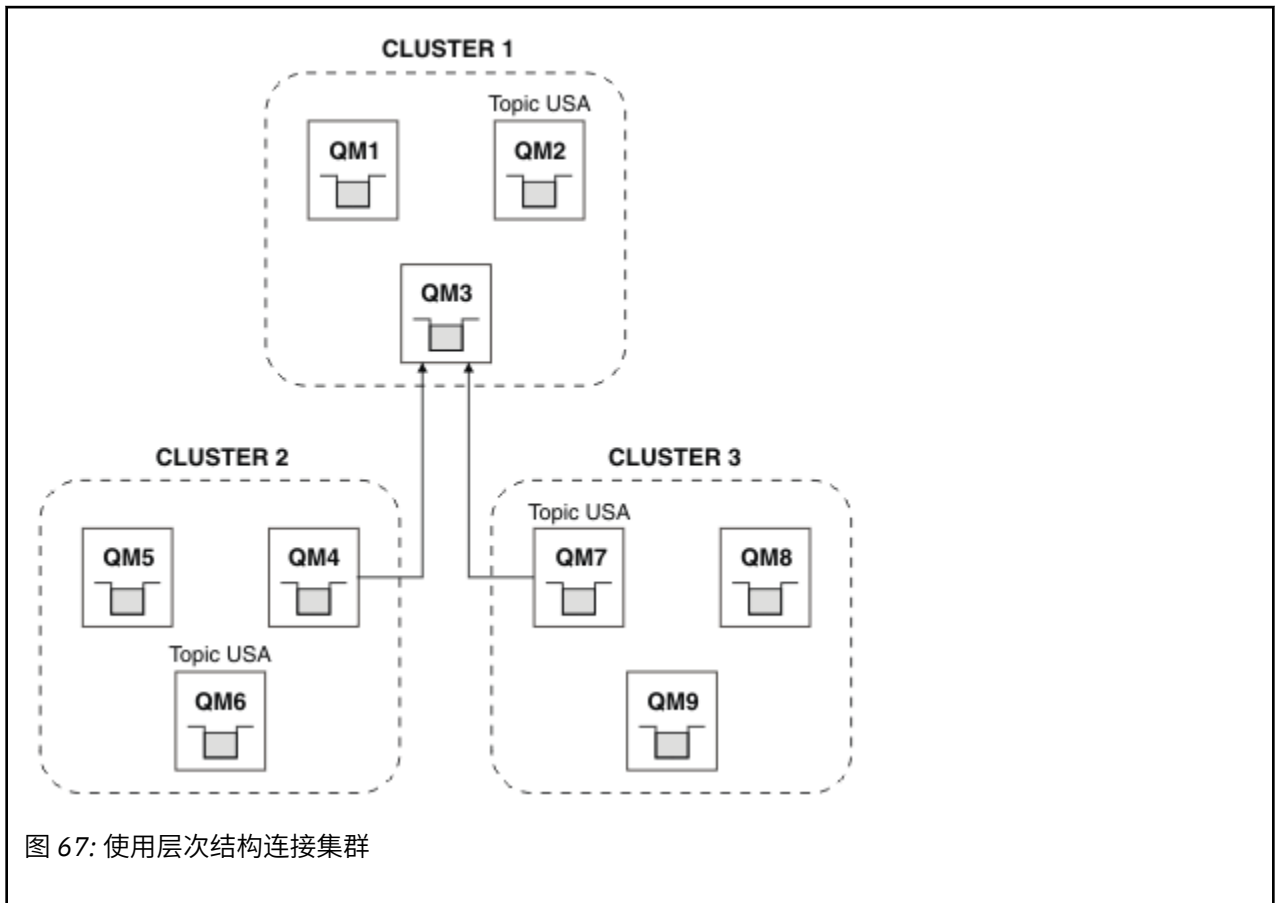 CLUSTER 1
Topic USA
QM1
QM2
QM3
CLUSTER 2
CLUSTER 3
Topic USA
QM5
QM4
QM7
QM8
Topic USA
QM6
QM9
图 67: 使用层次结构连接集群